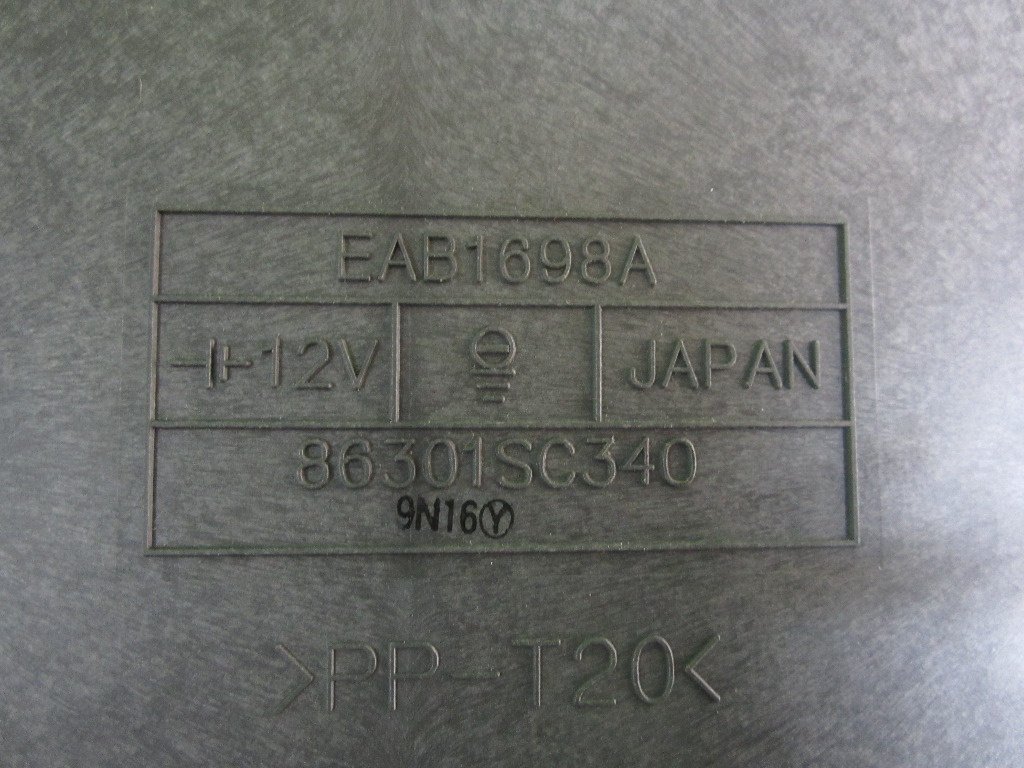 EAB1698A
12V JAPAN
86301SC340
9N16Ⓨ
>PP-T20<